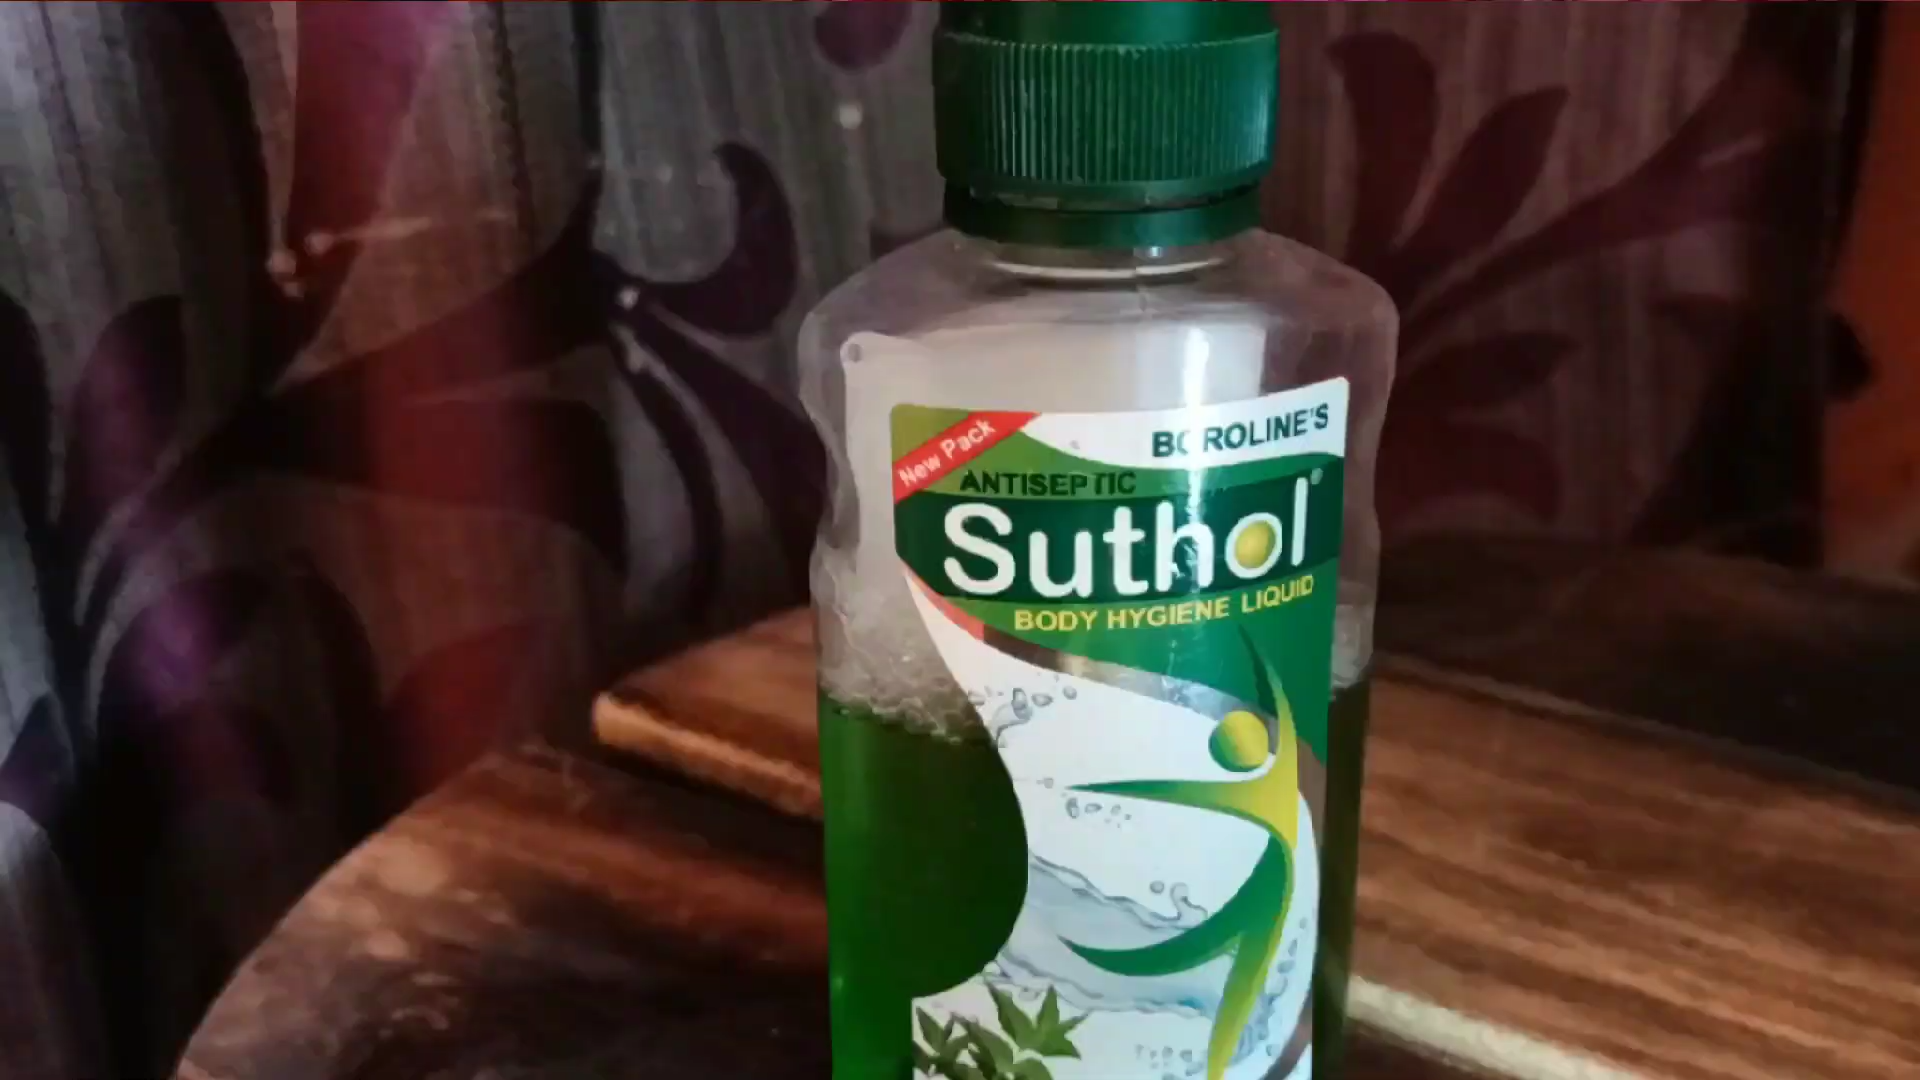 New Pack
BOROLINE'S
ANTISEPTIC
Suthol®
BODY HYGIENE LIQUID